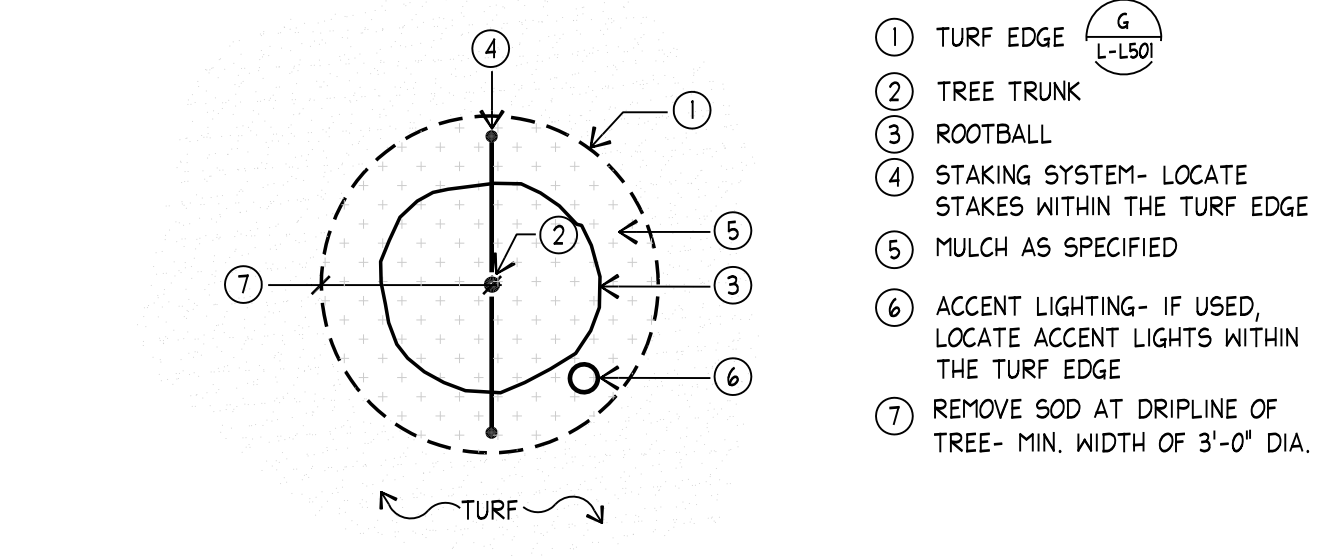 4
1
2
5
7
3
6
TURF
1 TURF EDGE
G
L-L501
2 TREE TRUNK
3 ROOTBALL
4 STAKING SYSTEM- LOCATE
STAKES WITHIN THE TURF EDGE
5 MULCH AS SPECIFIED
6 ACCENT LIGHTING- IF USED,
LOCATE ACCENT LIGHTS WITHIN
THE TURF EDGE
7 REMOVE SOD AT DRIPLINE OF
TREE- MIN. WIDTH OF 3'-0" DIA.